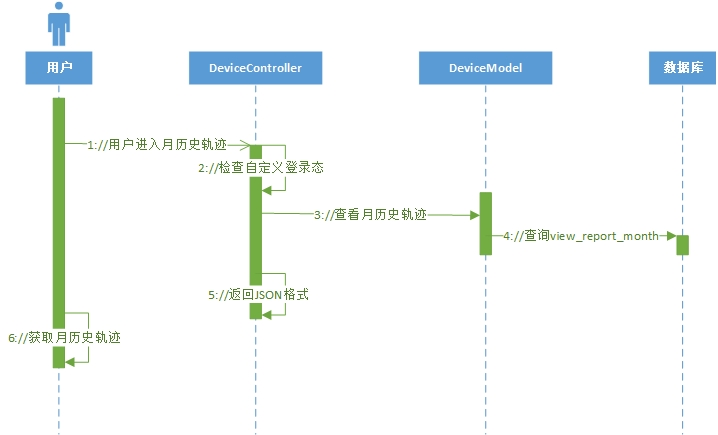 用户
DeviceController
DeviceModel
数据库
1://用户进入月历史轨迹
2://检查自定义登录态
3://查看月历史轨迹
4://查询view_report_month
5://返回JSON格式
6://获取月历史轨迹